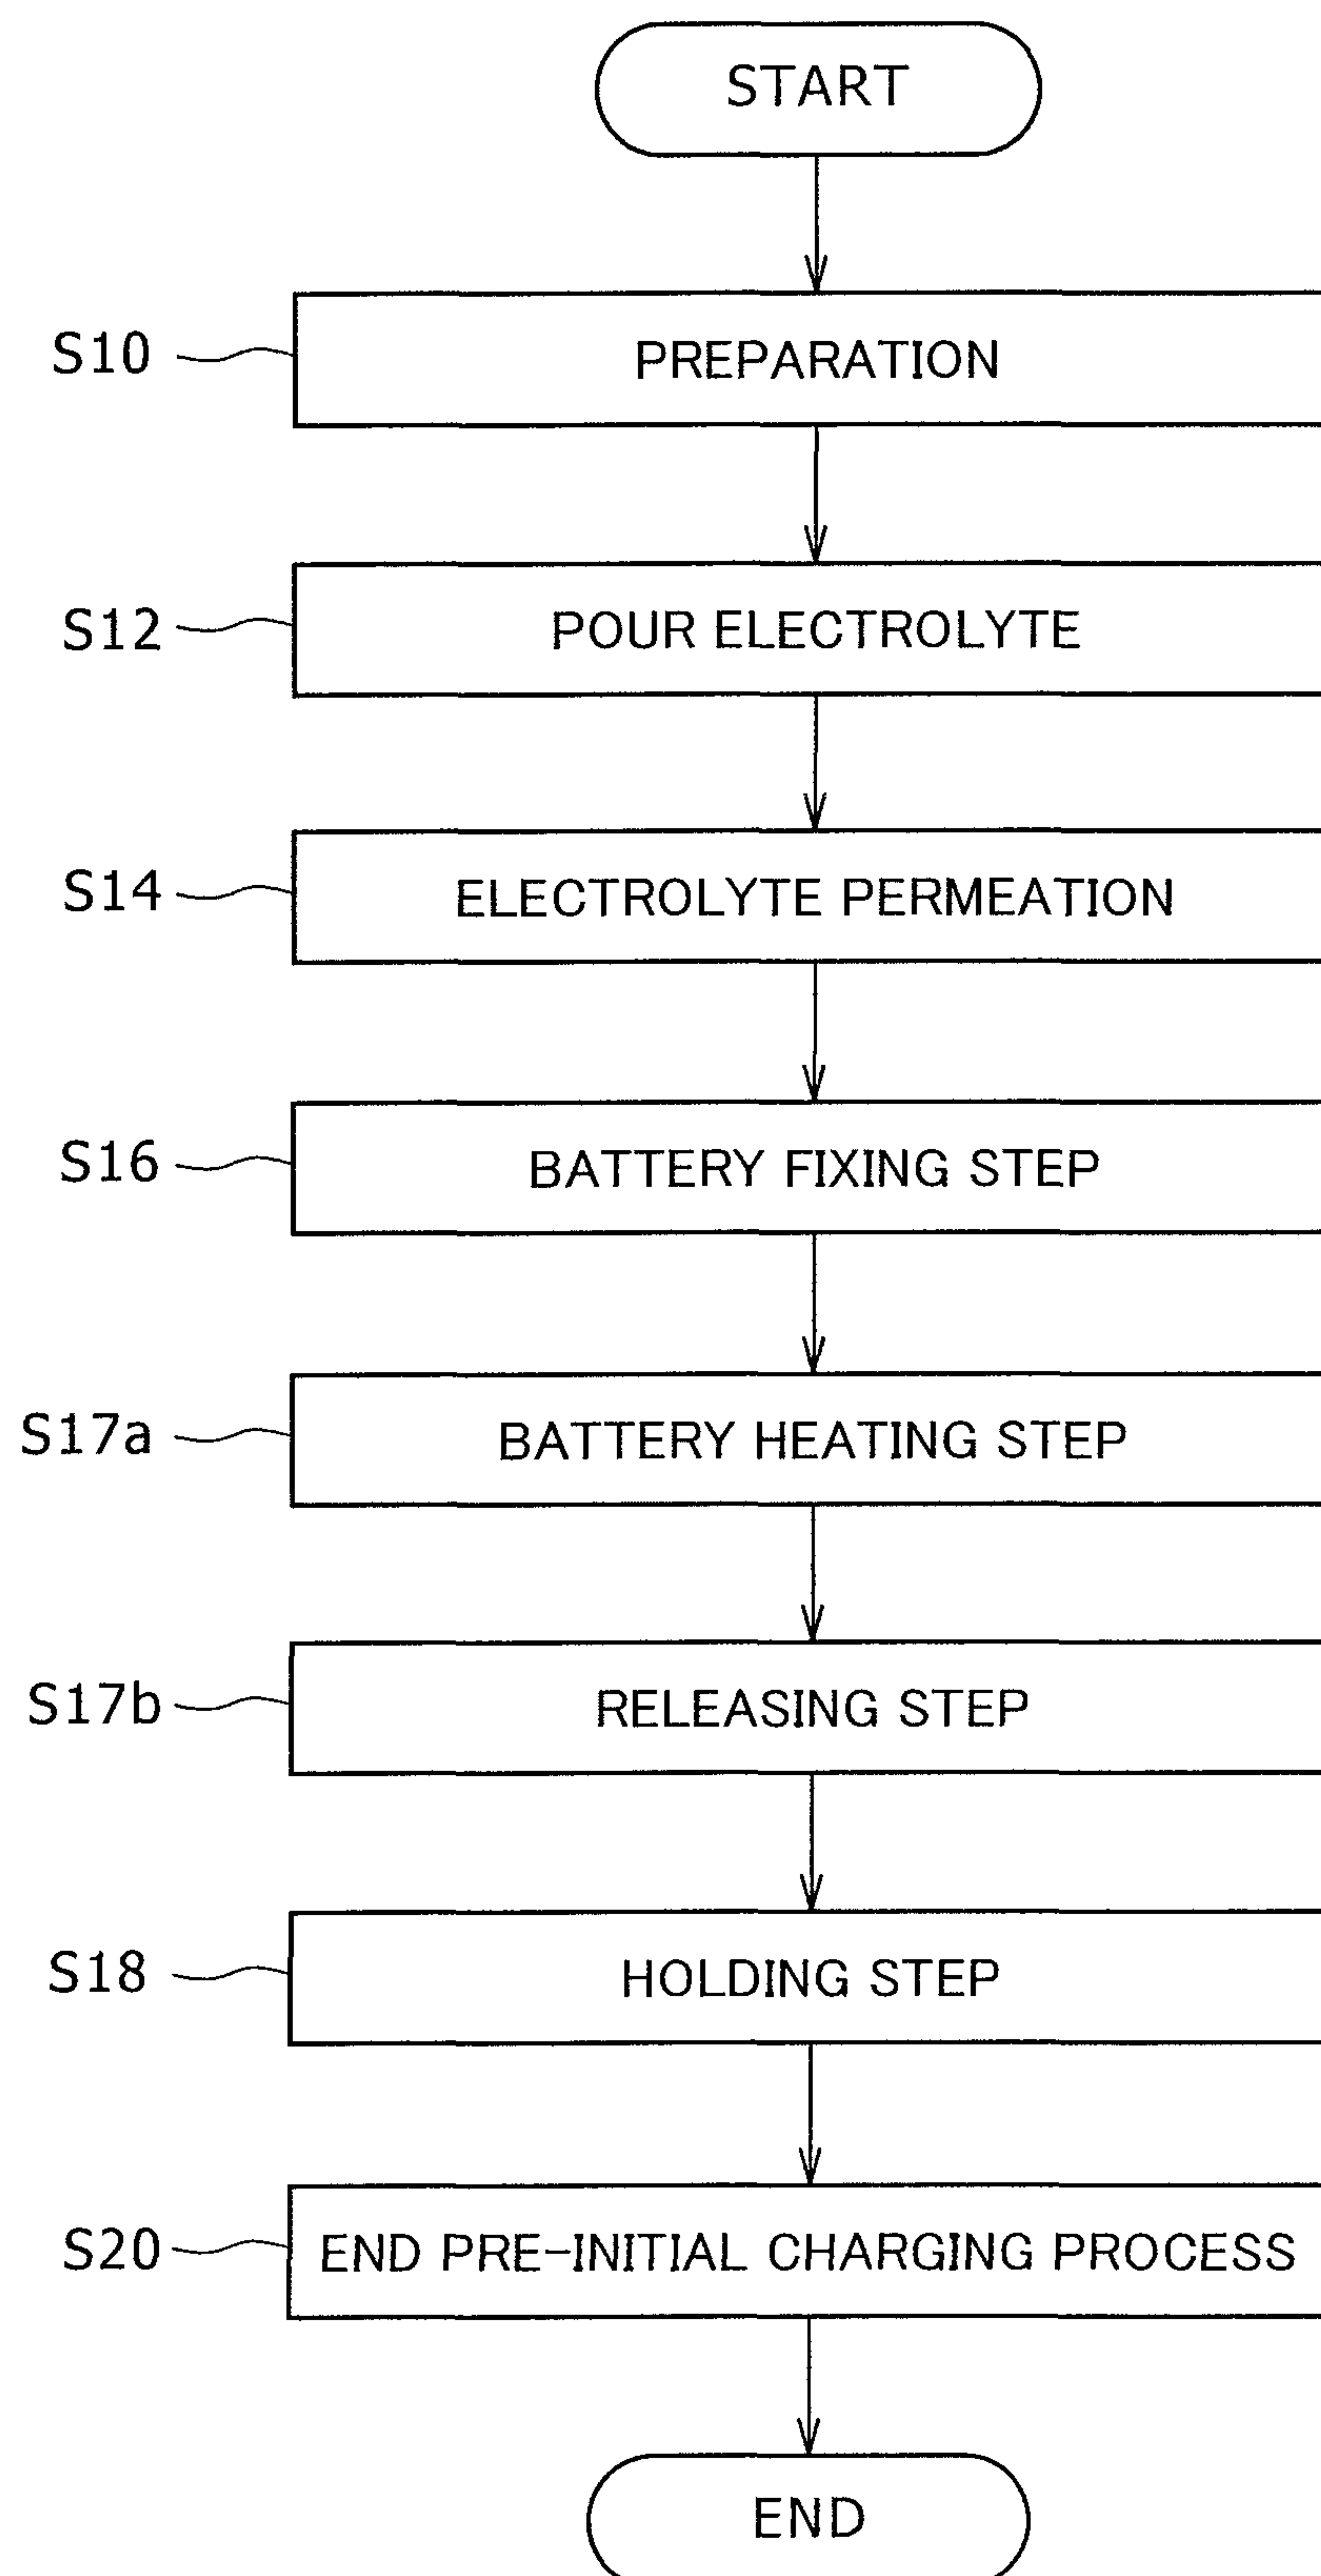 START
S10 PREPARATION
S12 POUR ELECTROLYTE
S14 ELECTROLYTE PERMEATION
S16 BATTERY FIXING STEP
S17a BATTERY HEATING STEP
S17b RELEASING STEP
S18 HOLDING STEP
S20 END PRE-INITIAL CHARGING PROCESS
END